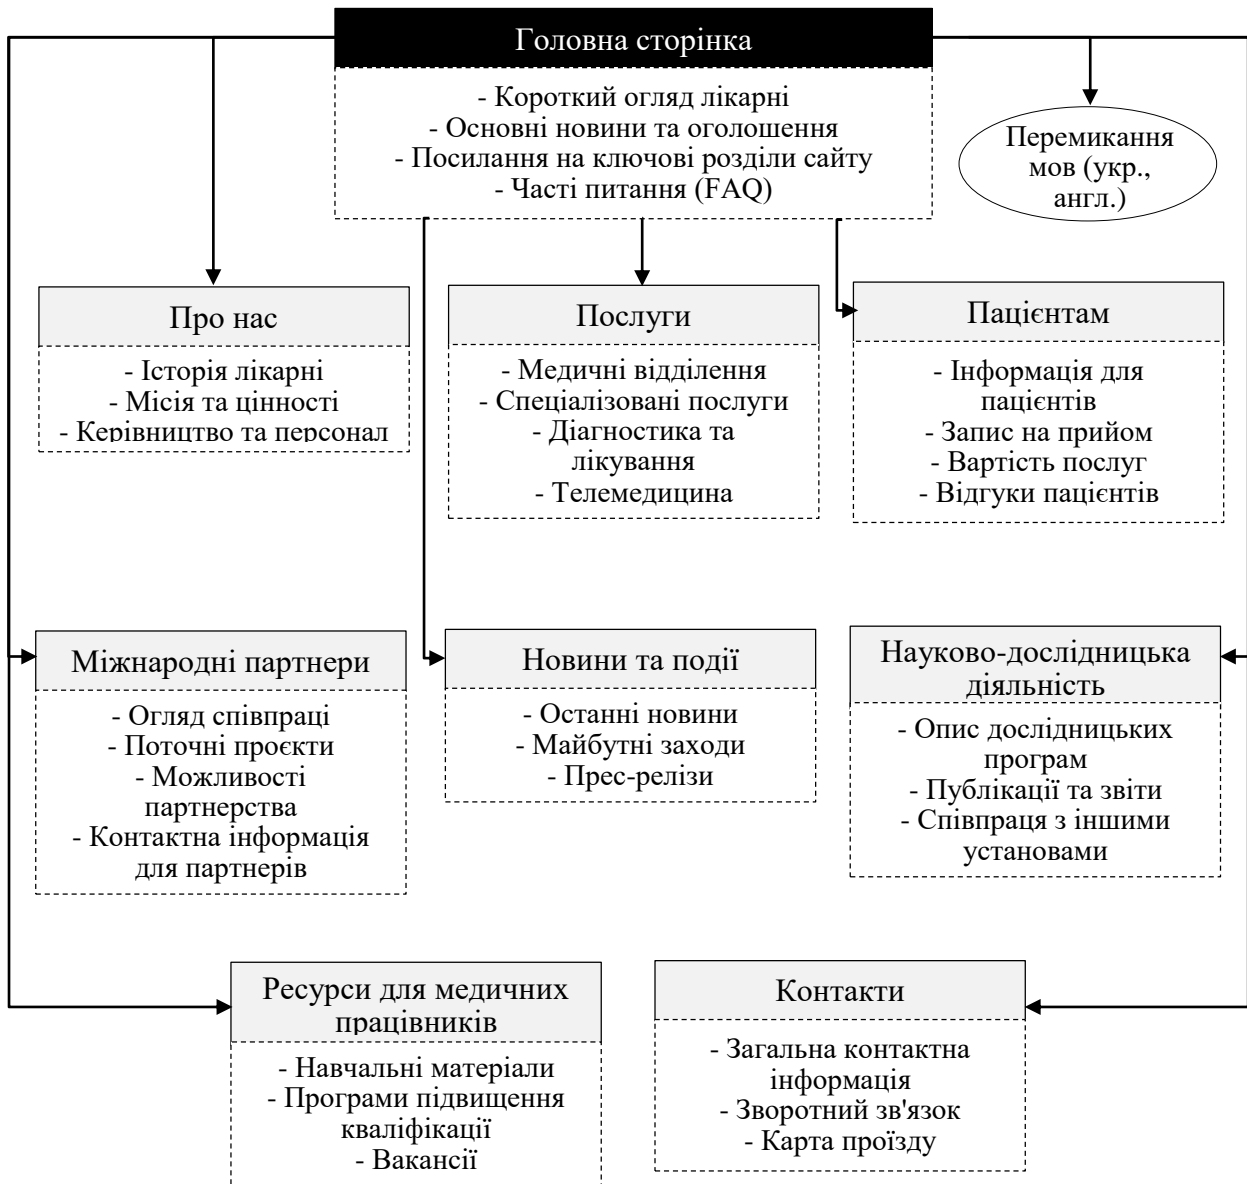 Головна сторінка
- Короткий огляд лікарні
- Основні новини та оголошення
- Посилання на ключові розділи сайту
- Часті питання (FAQ)
Перемикання
мов (укр.,
англ.)
Про нас
- Історія лікарні
- Місія та цінності
- Керівництво та персонал
Послуги
- Медичні відділення
- Спеціалізовані послуги
- Діагностика та
лікування
- Телемедицина
Пацієнтам
- Інформація для
пацієнтів
- Запис на прийом
- Вартість послуг
- Відгуки пацієнтів
Міжнародні партнери
- Огляд співпраці
- Поточні проєкти
- Можливості
партнерства
- Контактна інформація
для партнерів
Новини та події
- Останні новини
- Майбутні заходи
- Прес-релізи
Науково-дослідницька
діяльність
- Опис дослідницьких
програм
- Публікації та звіти
- Співпраця з іншими
установами
Ресурси для медичних
працівників
- Навчальні матеріали
- Програми підвищення
кваліфікації
- Вакансії
Контакти
- Загальна контактна
інформація
- Зворотний зв'язок
- Карта проїзду